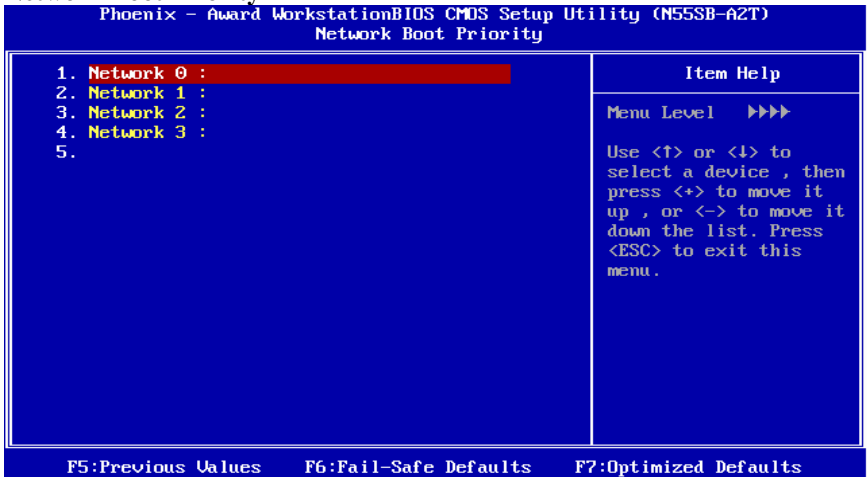 Phoenix - Award WorkstationBIOS CMOS Setup Utility (N55SB-A2T)
Network Boot Priority
1. Network 0 :
2. Network 1 :
3. Network 2 :
4. Network 3 :
5.
Item Help
Menu Level ▶▶▶▶
Use <↑> or <↓> to
select a device , then
press <+> to move it
up , or <-> to move it
down the list. Press
<ESC> to exit this
menu.
F5:Previous Values F6:Fail-Safe Defaults F7:Optimized Defaults